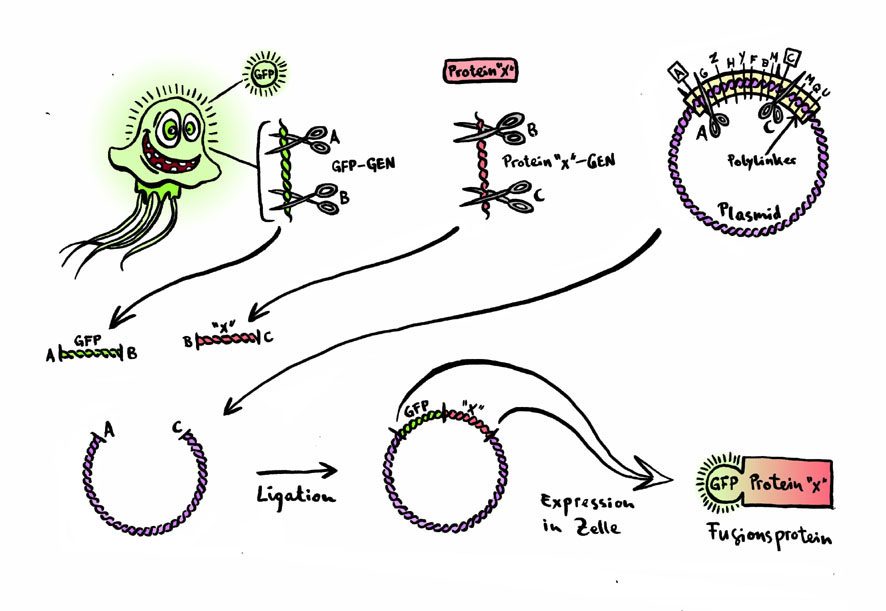 GFP
A
GFP-GEN
B
Protein "X"
B
Protein "X"-GEN
C
A
G
Z
H
Y
F
B
M
C
M
Q
U
A
C
Polylinker
Plasmid
GFP
A
B
"X"
B
C
A
C
Ligation
GFP "X"
Expression
in Zelle
GFP Protein "X"
Fusionsprotein